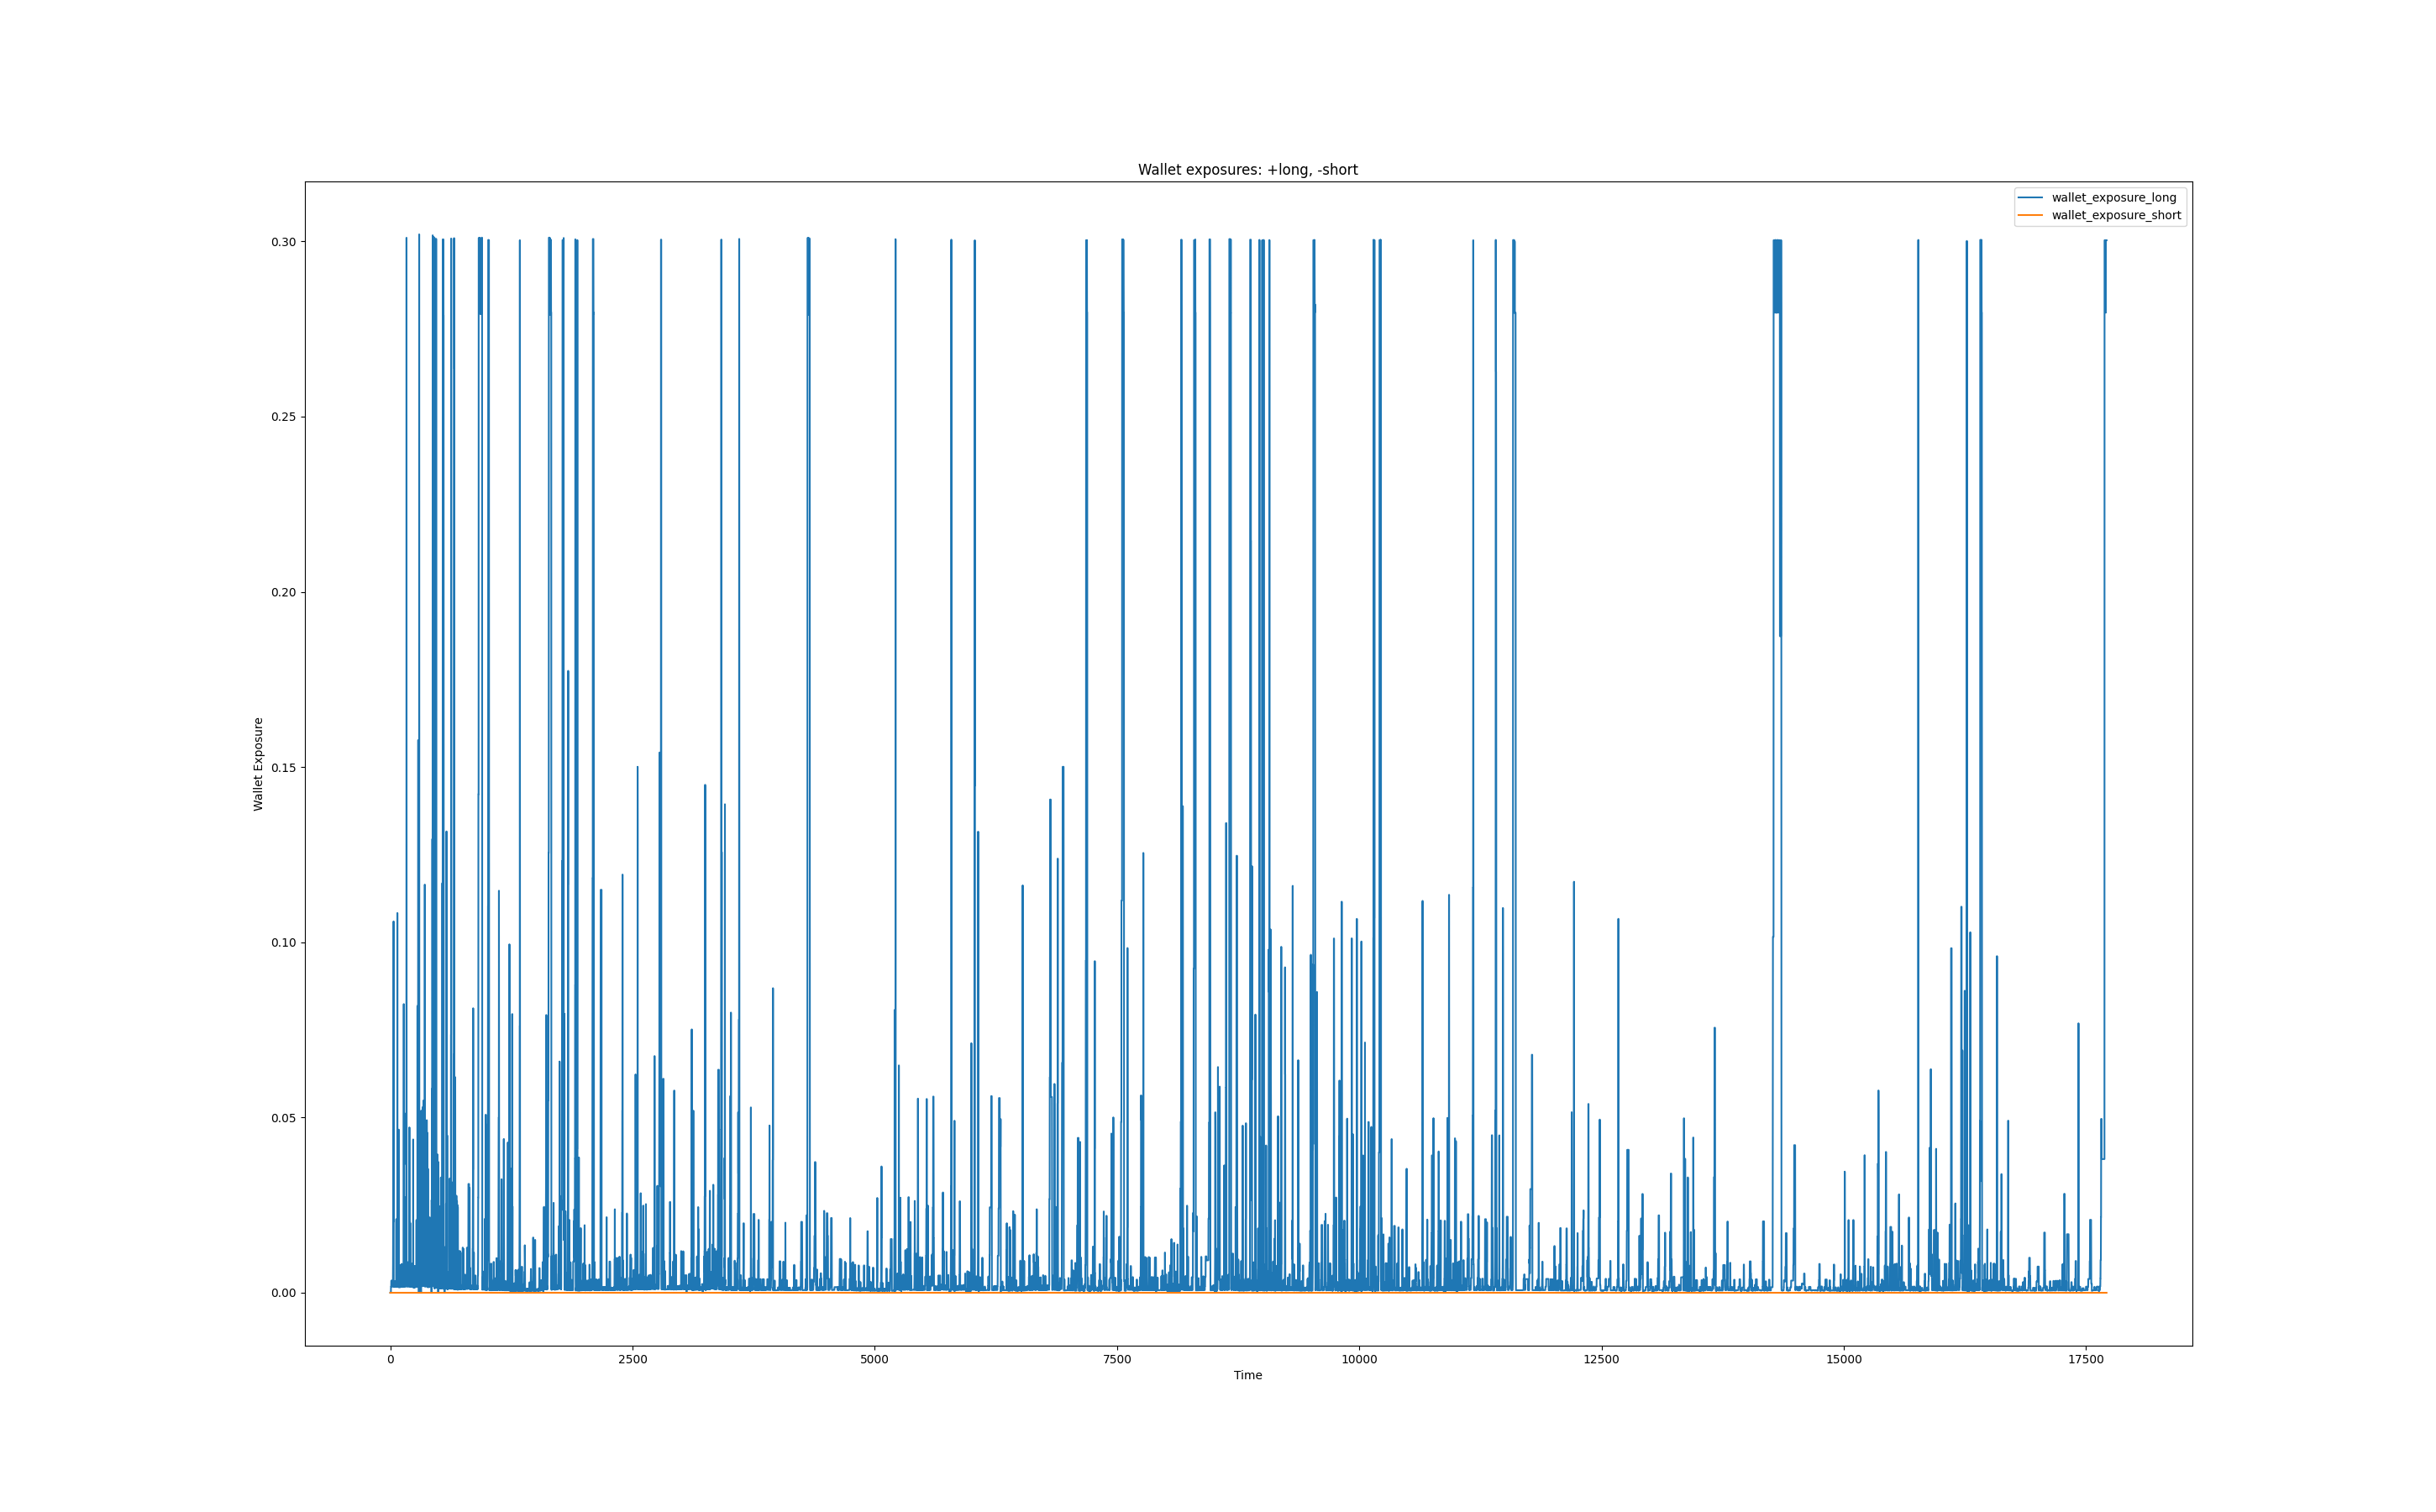 Wallet exposures: +long, -short
wallet_exposure_long
wallet_exposure_short
0.30
0.25
0.20
0.15
0.10
0.05
0.00
Wallet Exposure
0 2500 5000 7500 10000 12500 15000 17500
Time